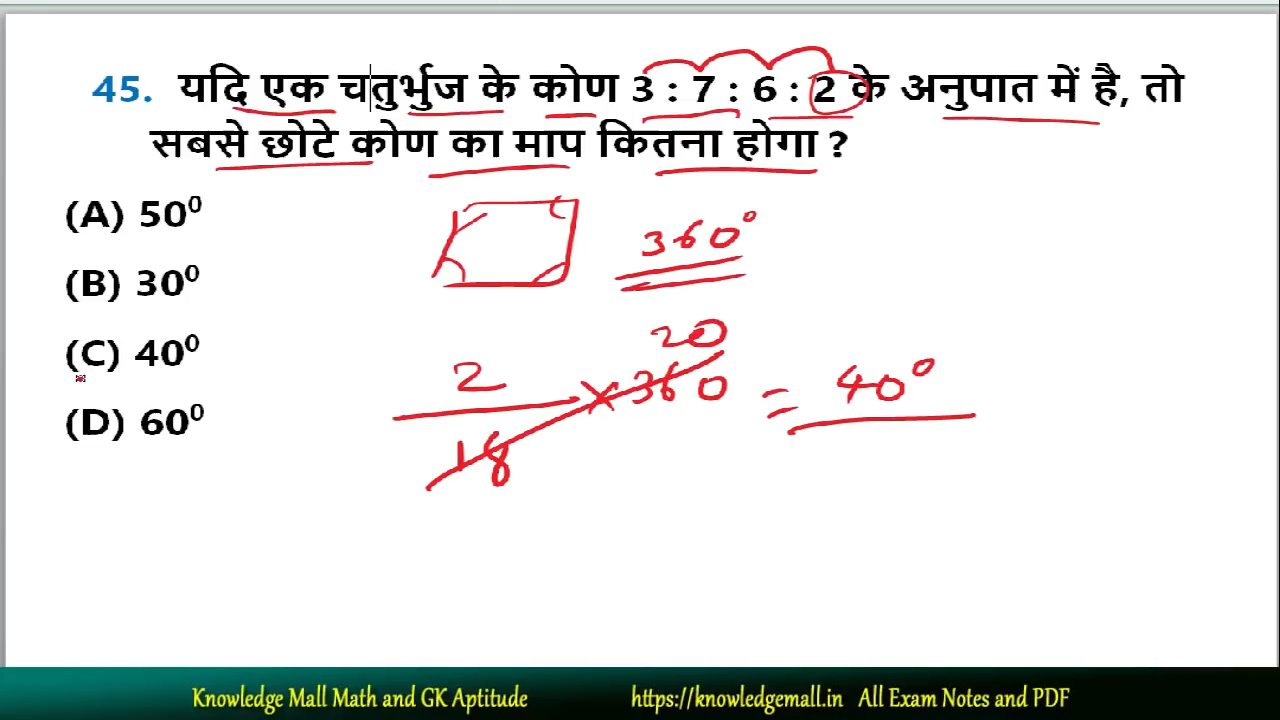 45. यदि एक चतुर्भुज के कोण 3 : 7 : 6 : 2 के अनुपात में है, तो
सबसे छोटे कोण का माप कितना होगा ?
(A) 50⁰
(B) 30⁰
(C) 40⁰
(D) 60⁰
360°
20
2
× 360 = 40°
18
Knowledge Mall Math and GK Aptitude https://knowledgemall.in All Exam Notes and PDF